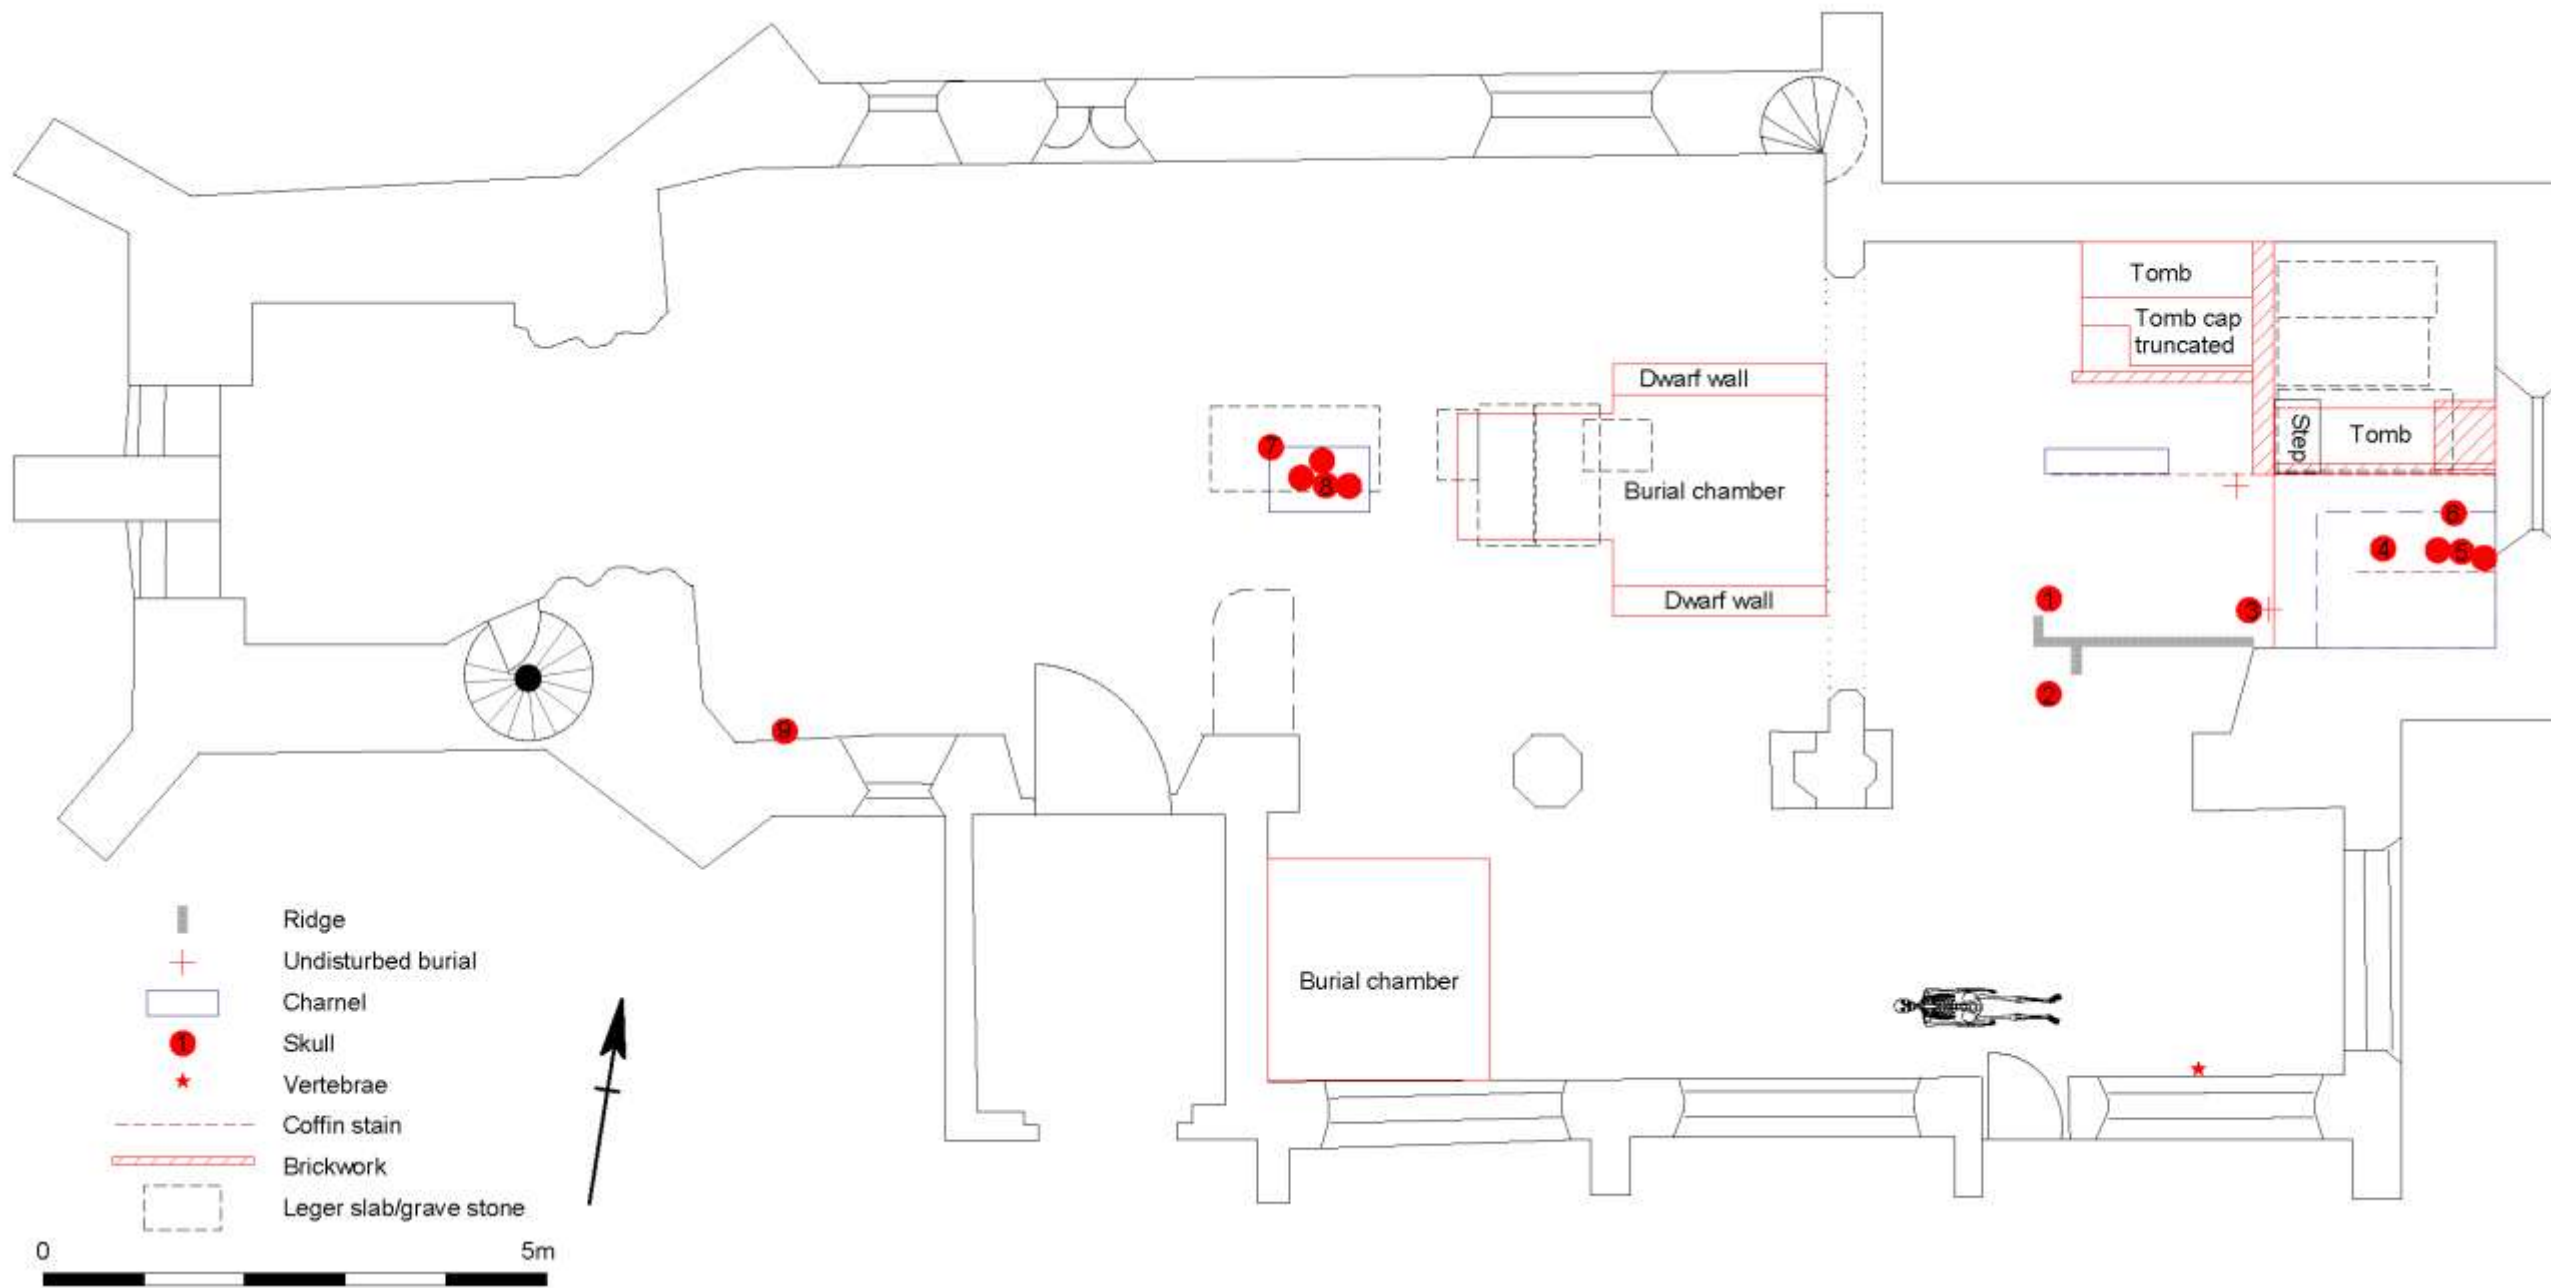 Tomb
Tomb cap
truncated
Dwarf wall
Step
Tomb
7
8
Burial chamber
6
4
5
1
3
Dwarf wall
2
9
Ridge
Undisturbed burial
Charnel
1
Skull
Vertebrae
Coffin stain
Brickwork
Leger slab/grave stone
Burial chamber
0
5m